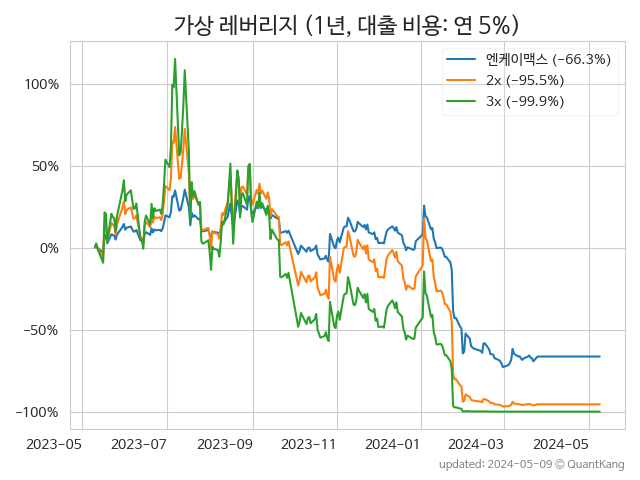 가상 레버리지 (1년, 대출 비용: 연 5%)
엔케이맥스 (−66.3%)
2x (−95.5%)
3x (−99.9%)
100%
50%
0%
−50%
−100%
2023-05 2023-07 2023-09 2023-11 2024-01 2024-03 2024-05
updated: 2024-05-09 © QuantKang